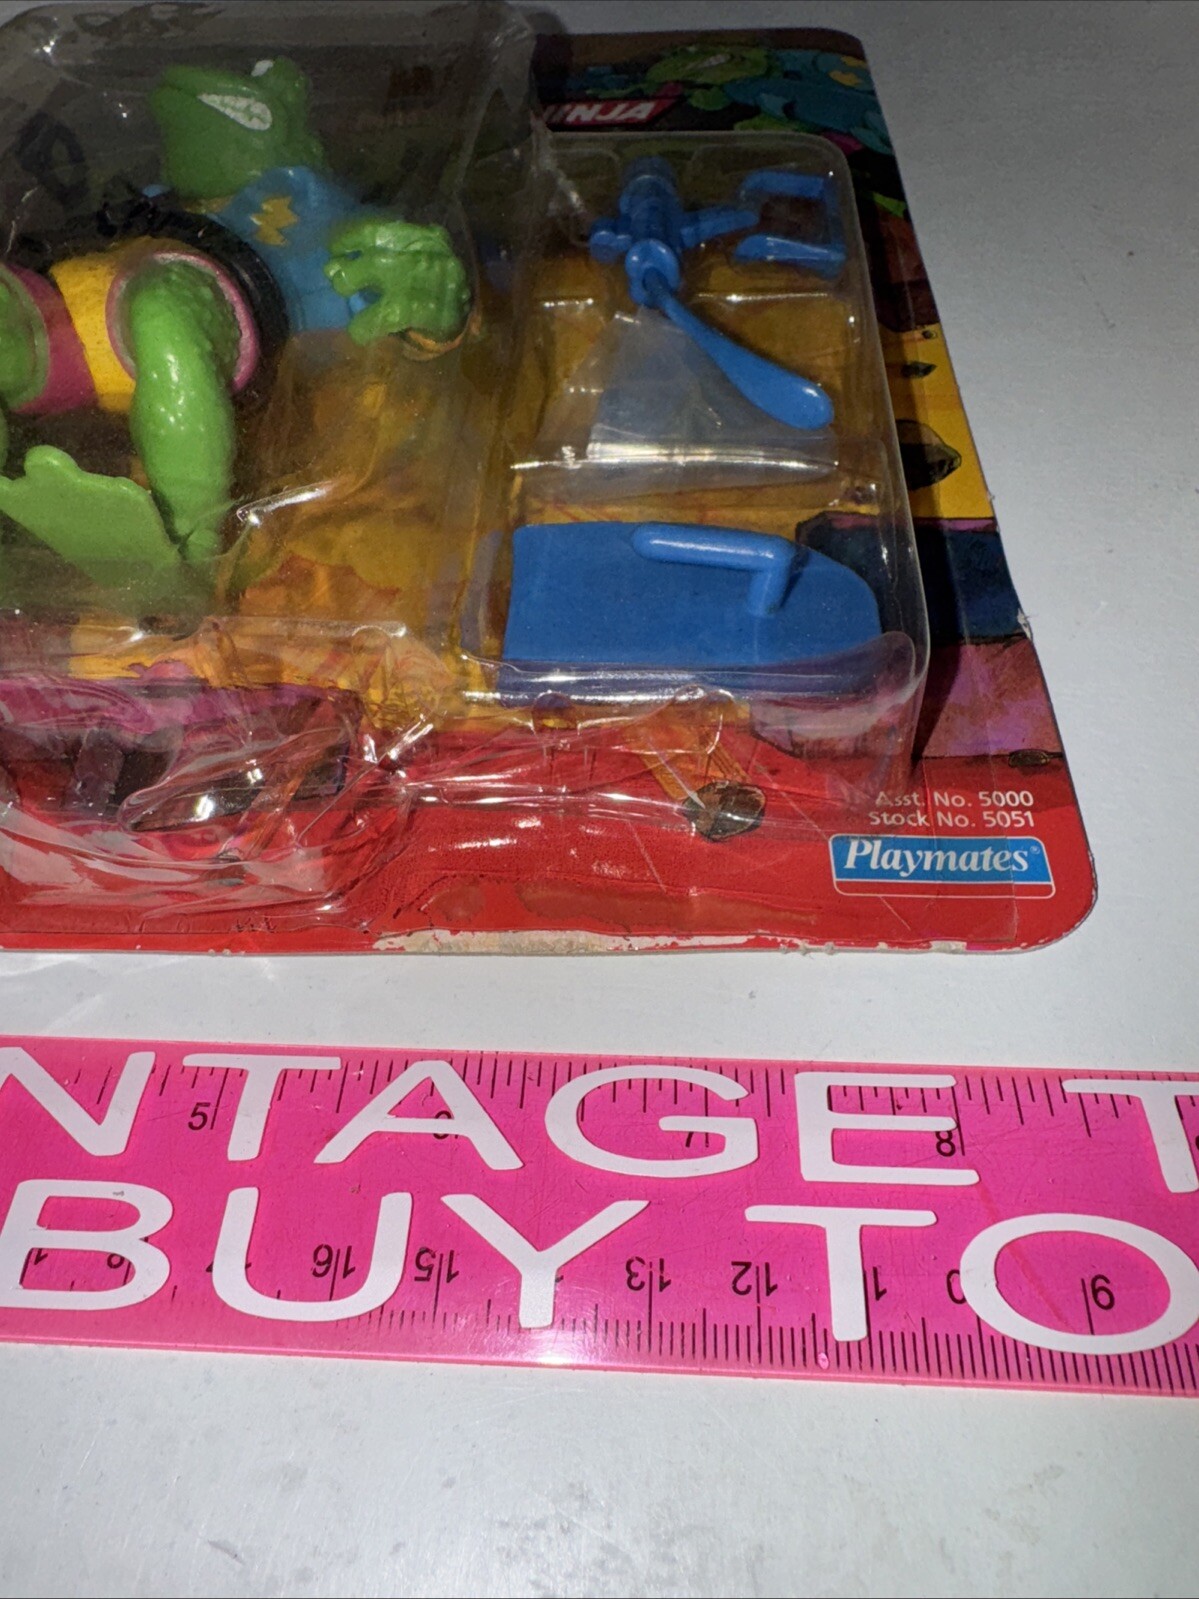 NINJA
Asst. No. 5000
Stock No. 5051
Playmates®
NTAGE T
BUY TO
5 6 7 8
16 15 13 12 11 10 9